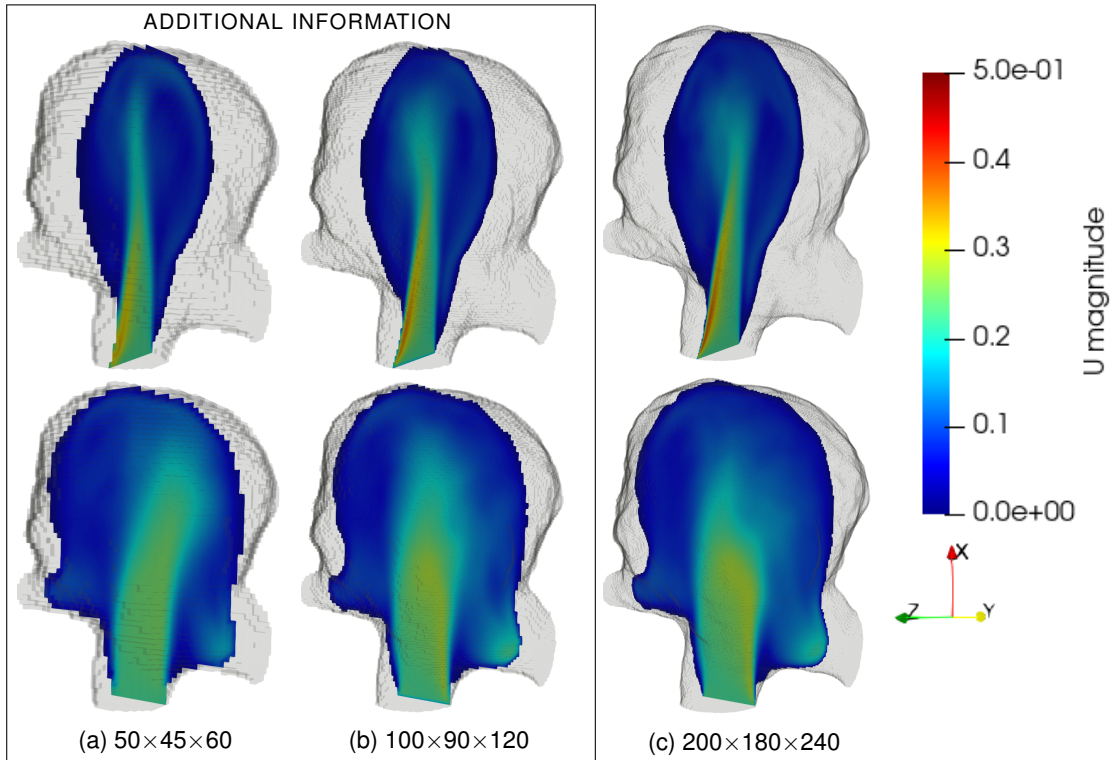 ADDITIONAL INFORMATION
5.0e-01
0.4
0.3
0.2
0.1
0.0e+00
U magnitude
X
Z
Y
(a) 50×45×60
(b) 100×90×120
(c) 200×180×240